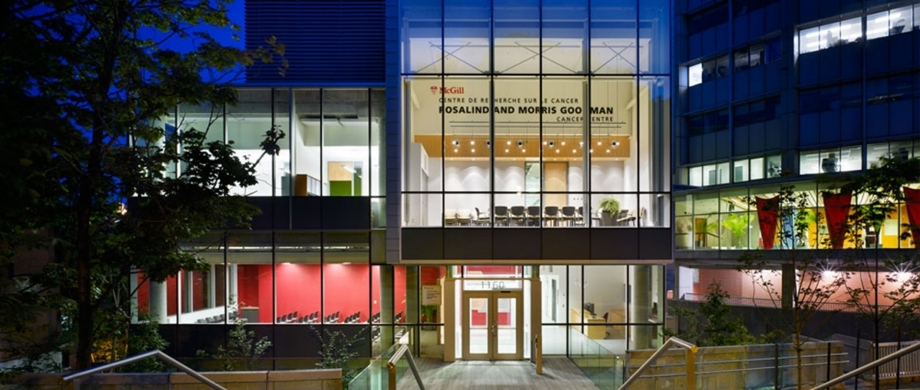 McGill
CENTRE DE RECHERCHE SUR LE CANCER
ROSALIND AND MORRIS GOODMAN
CANCER CENTRE
1160